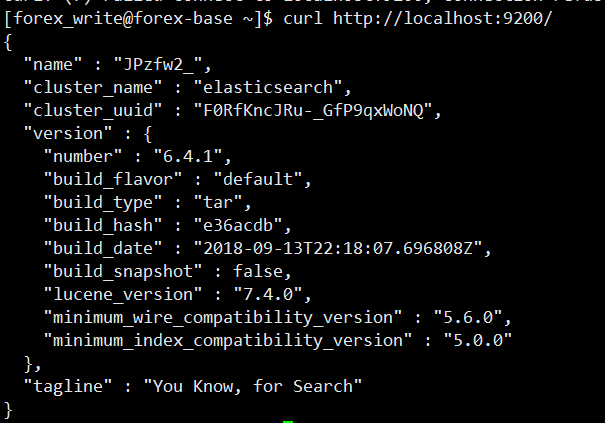 [forex_write@forex-base ~]$ curl http://localhost:9200/
{
  "name" : "JPzfw2_",
  "cluster_name" : "elasticsearch",
  "cluster_uuid" : "F0RfKncJRu-_GfP9qxWoNQ",
  "version" : {
    "number" : "6.4.1",
    "build_flavor" : "default",
    "build_type" : "tar",
    "build_hash" : "e36acdb",
    "build_date" : "2018-09-13T22:18:07.696808Z",
    "build_snapshot" : false,
    "lucene_version" : "7.4.0",
    "minimum_wire_compatibility_version" : "5.6.0",
    "minimum_index_compatibility_version" : "5.0.0"
  },
  "tagline" : "You Know, for Search"
}